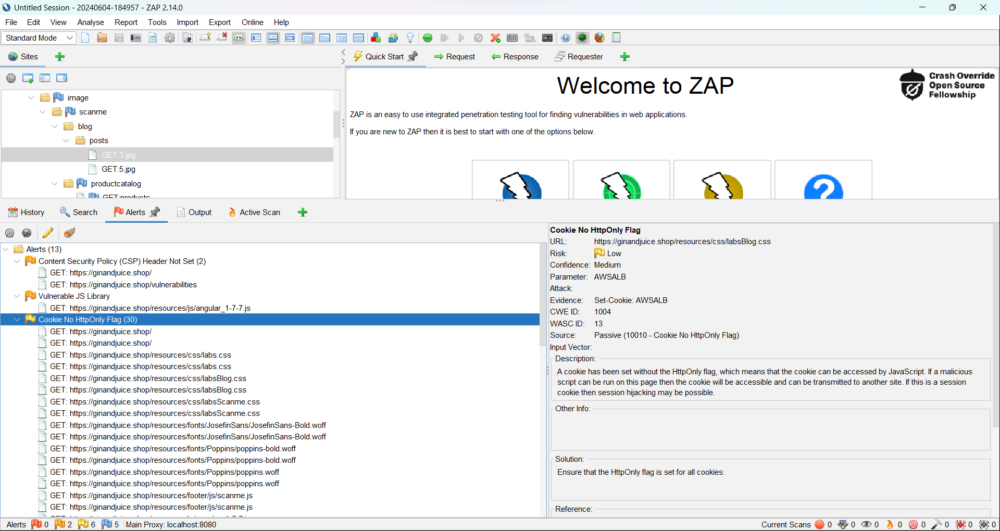 Untitled Session - 20240604-184957 - ZAP 2.14.0
File Edit View Analyse Report Tools Import Export Online Help
Standard Mode
Sites
Quick Start Request Response Requester
Welcome to ZAP
Crash Override
Open Source
Fellowship
ZAP is an easy to use integrated penetration testing tool for finding vulnerabilities in web applications.
If you are new to ZAP then it is best to start with one of the options below.
image
scanme
blog
posts
GET:3.jpg
GET:5.jpg
productcatalog
GET:products
History Search Alerts Output Active Scan
Alerts (13)
Content Security Policy (CSP) Header Not Set (2)
GET: https://ginandjuice.shop/
GET: https://ginandjuice.shop/vulnerabilities
Vulnerable JS Library
GET: https://ginandjuice.shop/resources/js/angular_1-7-7.js
Cookie No HttpOnly Flag (30)
GET: https://ginandjuice.shop/
GET: https://ginandjuice.shop/
GET: https://ginandjuice.shop/resources/css/labs.css
GET: https://ginandjuice.shop/resources/css/labs.css
GET: https://ginandjuice.shop/resources/css/labsBlog.css
GET: https://ginandjuice.shop/resources/css/labsBlog.css
GET: https://ginandjuice.shop/resources/css/labsScanme.css
GET: https://ginandjuice.shop/resources/css/labsScanme.css
GET: https://ginandjuice.shop/resources/fonts/JosefinSans/JosefinSans-Bold.woff
GET: https://ginandjuice.shop/resources/fonts/JosefinSans/JosefinSans-Bold.woff
GET: https://ginandjuice.shop/resources/fonts/Poppins/poppins-bold.woff
GET: https://ginandjuice.shop/resources/fonts/Poppins/poppins-bold.woff
GET: https://ginandjuice.shop/resources/fonts/Poppins/poppins.woff
GET: https://ginandjuice.shop/resources/fonts/Poppins/poppins.woff
GET: https://ginandjuice.shop/resources/footer/js/scanme.js
GET: https://ginandjuice.shop/resources/footer/js/scanme.js
Cookie No HttpOnly Flag
URL: https://ginandjuice.shop/resources/css/labsBlog.css
Risk: Low
Confidence: Medium
Parameter: AWSALB
Attack:
Evidence: Set-Cookie: AWSALB
CWE ID: 1004
WASC ID: 13
Source: Passive (10010 - Cookie No HttpOnly Flag)
Input Vector:
Description:
A cookie has been set without the HttpOnly flag, which means that the cookie can be accessed by JavaScript. If a malicious
script can be run on this page then the cookie will be accessible and can be transmitted to another site. If this is a session
cookie then session hijacking may be possible.
Other Info:
Solution:
Ensure that the HttpOnly flag is set for all cookies.
Reference:
Alerts 0 2 6 5 Main Proxy: localhost:8080
Current Scans 0 0 0 0 0 0 0 0